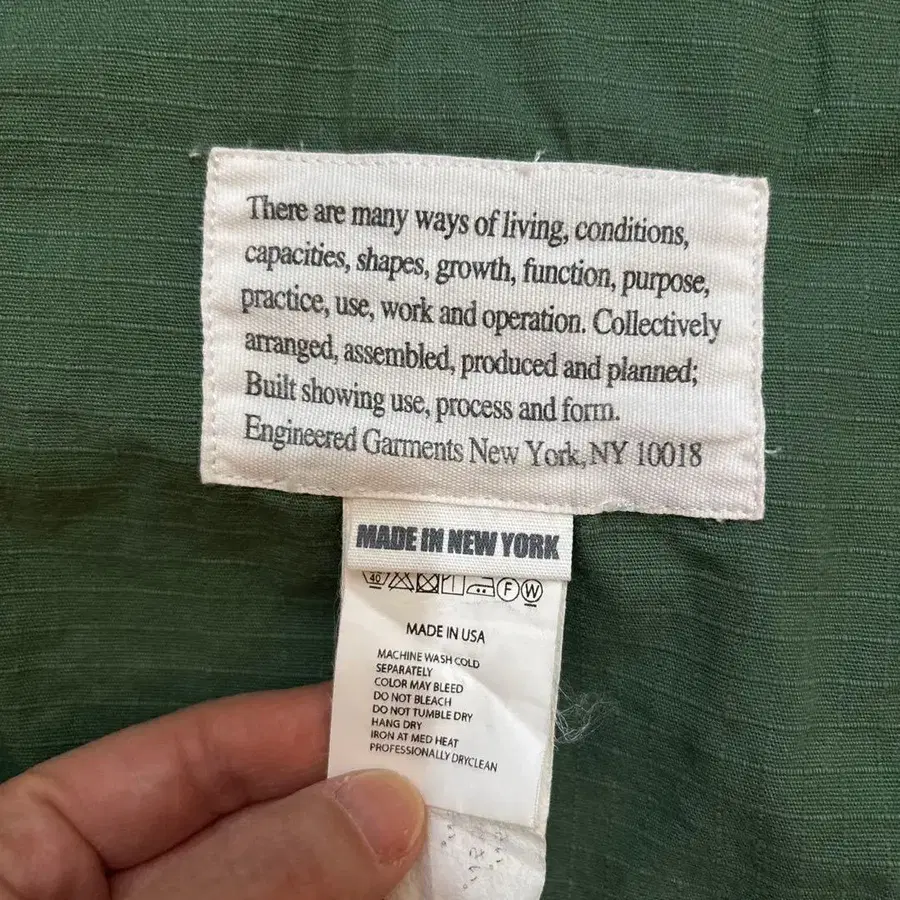 There are many ways of living, conditions,
capacities, shapes, growth, function, purpose,
practice, use, work and operation. Collectively
arranged, assembled, produced and planned;
Built showing use, process and form.
Engineered Garments New York, NY 10018
MADE IN NEW YORK
40 F W
MADE IN USA
MACHINE WASH COLD
SEPARATELY
COLOR MAY BLEED
DO NOT BLEACH
DO NOT TUMBLE DRY
HANG DRY
IRON AT MED HEAT
PROFESSIONALLY DRYCLEAN